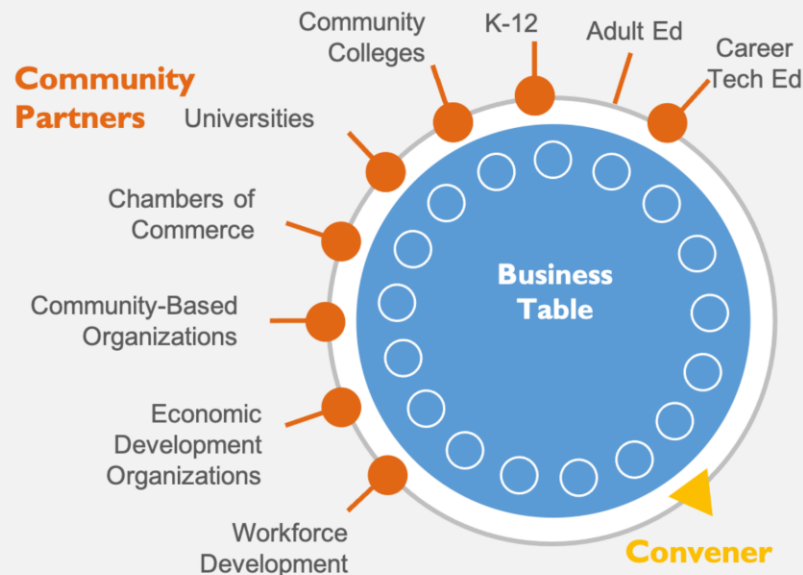 Community
Colleges
K-12
Adult Ed
Career
Tech Ed
Community
Partners
Universities
Chambers of
Commerce
Community-Based
Organizations
Economic
Development
Organizations
Workforce
Development
Business
Table
Convener